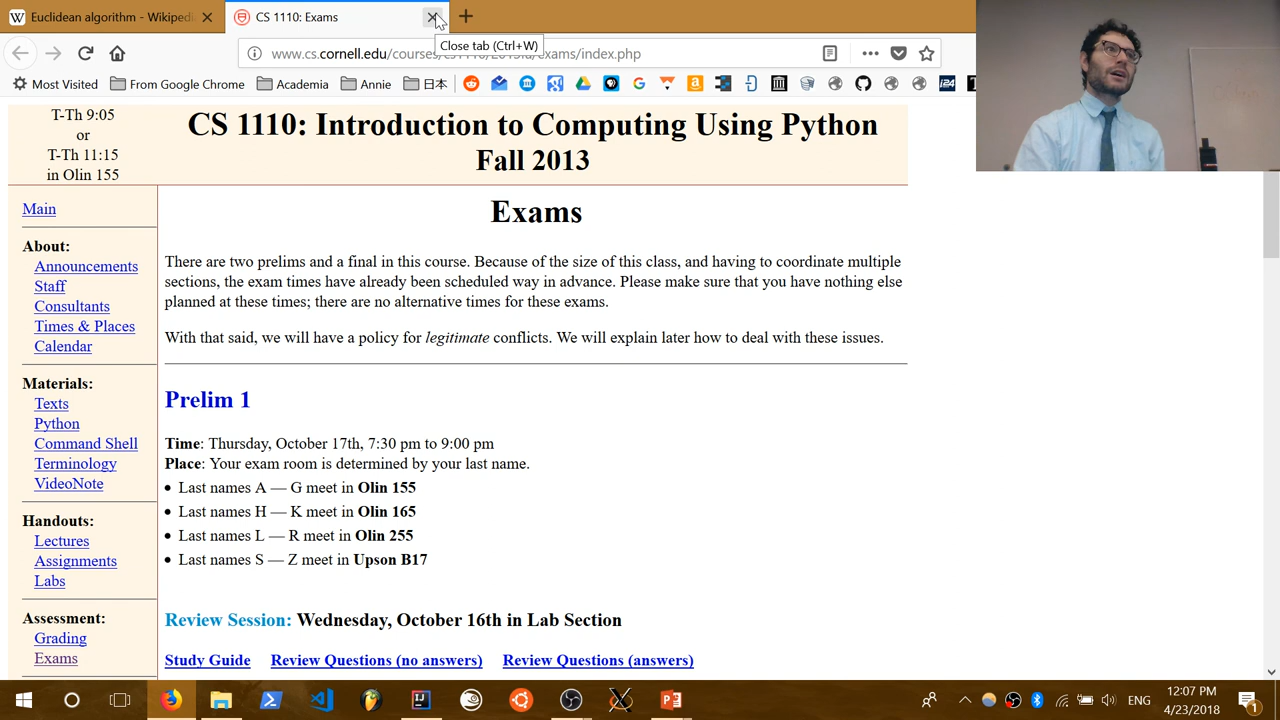 Euclidean algorithm - Wikipedi
CS 1110: Exams
Close tab (Ctrl+W)
www.cs.cornell.edu/courses/cs1110/2013fa/exams/index.php
Most Visited
From Google Chrom
Academia
Annie
日本
T-Th 9:05
or
T-Th 11:15
in Olin 155
CS 1110: Introduction to Computing Using Python
Fall 2013
Main
About:
Announcements
Staff
Consultants
Times & Places
Calendar
Materials:
Texts
Python
Command Shell
Terminology
VideoNote
Handouts:
Lectures
Assignments
Labs
Assessment:
Grading
Exams
Exams
There are two prelims and a final in this course. Because of the size of this class, and having to coordinate multiple
sections, the exam times have already been scheduled way in advance. Please make sure that you have nothing else
planned at these times; there are no alternative times for these exams.
With that said, we will have a policy for legitimate conflicts. We will explain later how to deal with these issues.
Prelim 1
Time: Thursday, October 17th, 7:30 pm to 9:00 pm
Place: Your exam room is determined by your last name.
Last names A — G meet in Olin 155
Last names H — K meet in Olin 165
Last names L — R meet in Olin 255
Last names S — Z meet in Upson B17
Review Session: Wednesday, October 16th in Lab Section
Study Guide Review Questions (no answers) Review Questions (answers)
ENG
12:07 PM
4/23/2018